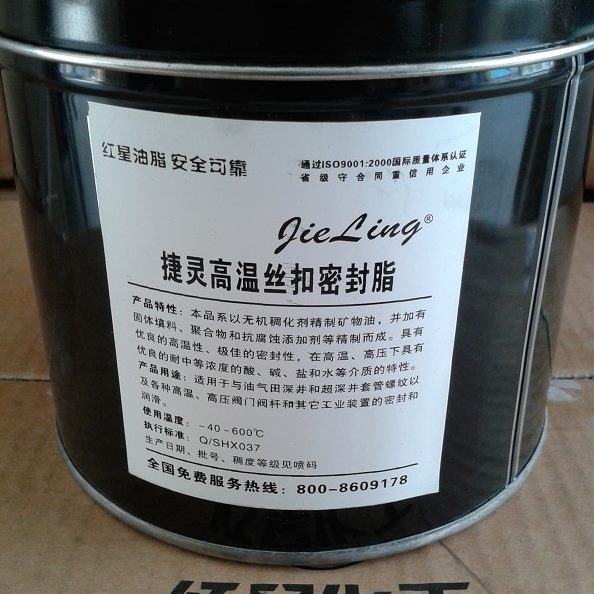 红星油脂 安全可靠
通过ISO9001:2000国际质量体系认证
省级守合同重信用企业
JieLing®
捷灵高温丝扣密封脂
产品特性：本品系以无机稠化剂精制矿物油，并加有
固体填料、聚合物和抗腐蚀添加剂等精制而成。具有
优良的高温性、极佳的密封性，在高温、高压下具有
优良的耐中等浓度的酸、碱、盐和水等介质的特性。
产品用途：适用于与油气田深井和超深井套管螺纹以
及各种高温、高压阀门阀杆和其它工业装置的密封和
润滑。
使用温度：-40~600℃
执行标准：Q/SHX037
生产日期、批号、稠度等级见喷码
全国免费服务热线：800-8609178